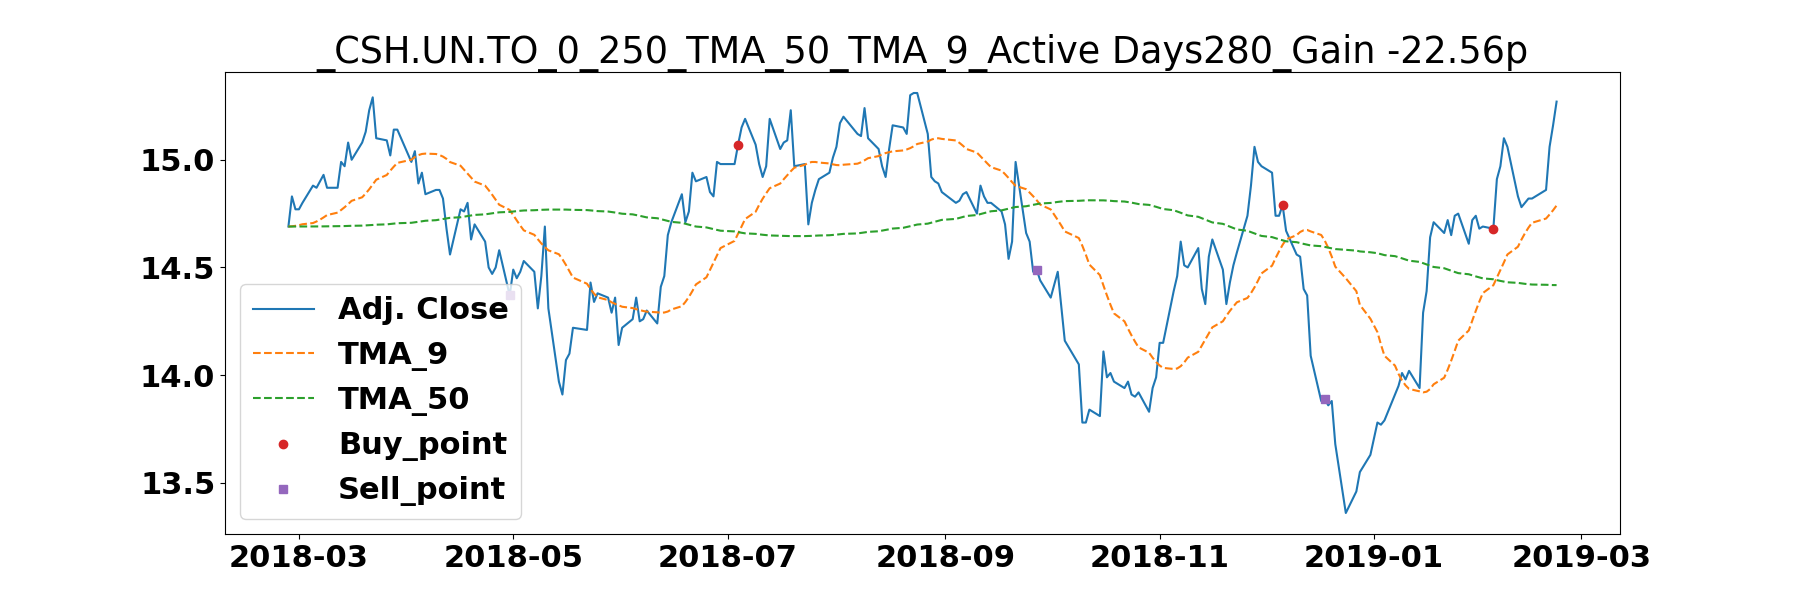 _CSH.UN.TO_0_250_TMA_50_TMA_9_Active Days280_Gain -22.56p
15.0
14.5
14.0
13.5
Adj. Close
TMA_9
TMA_50
Buy_point
Sell_point
2018-03 2018-05 2018-07 2018-09 2018-11 2019-01 2019-03